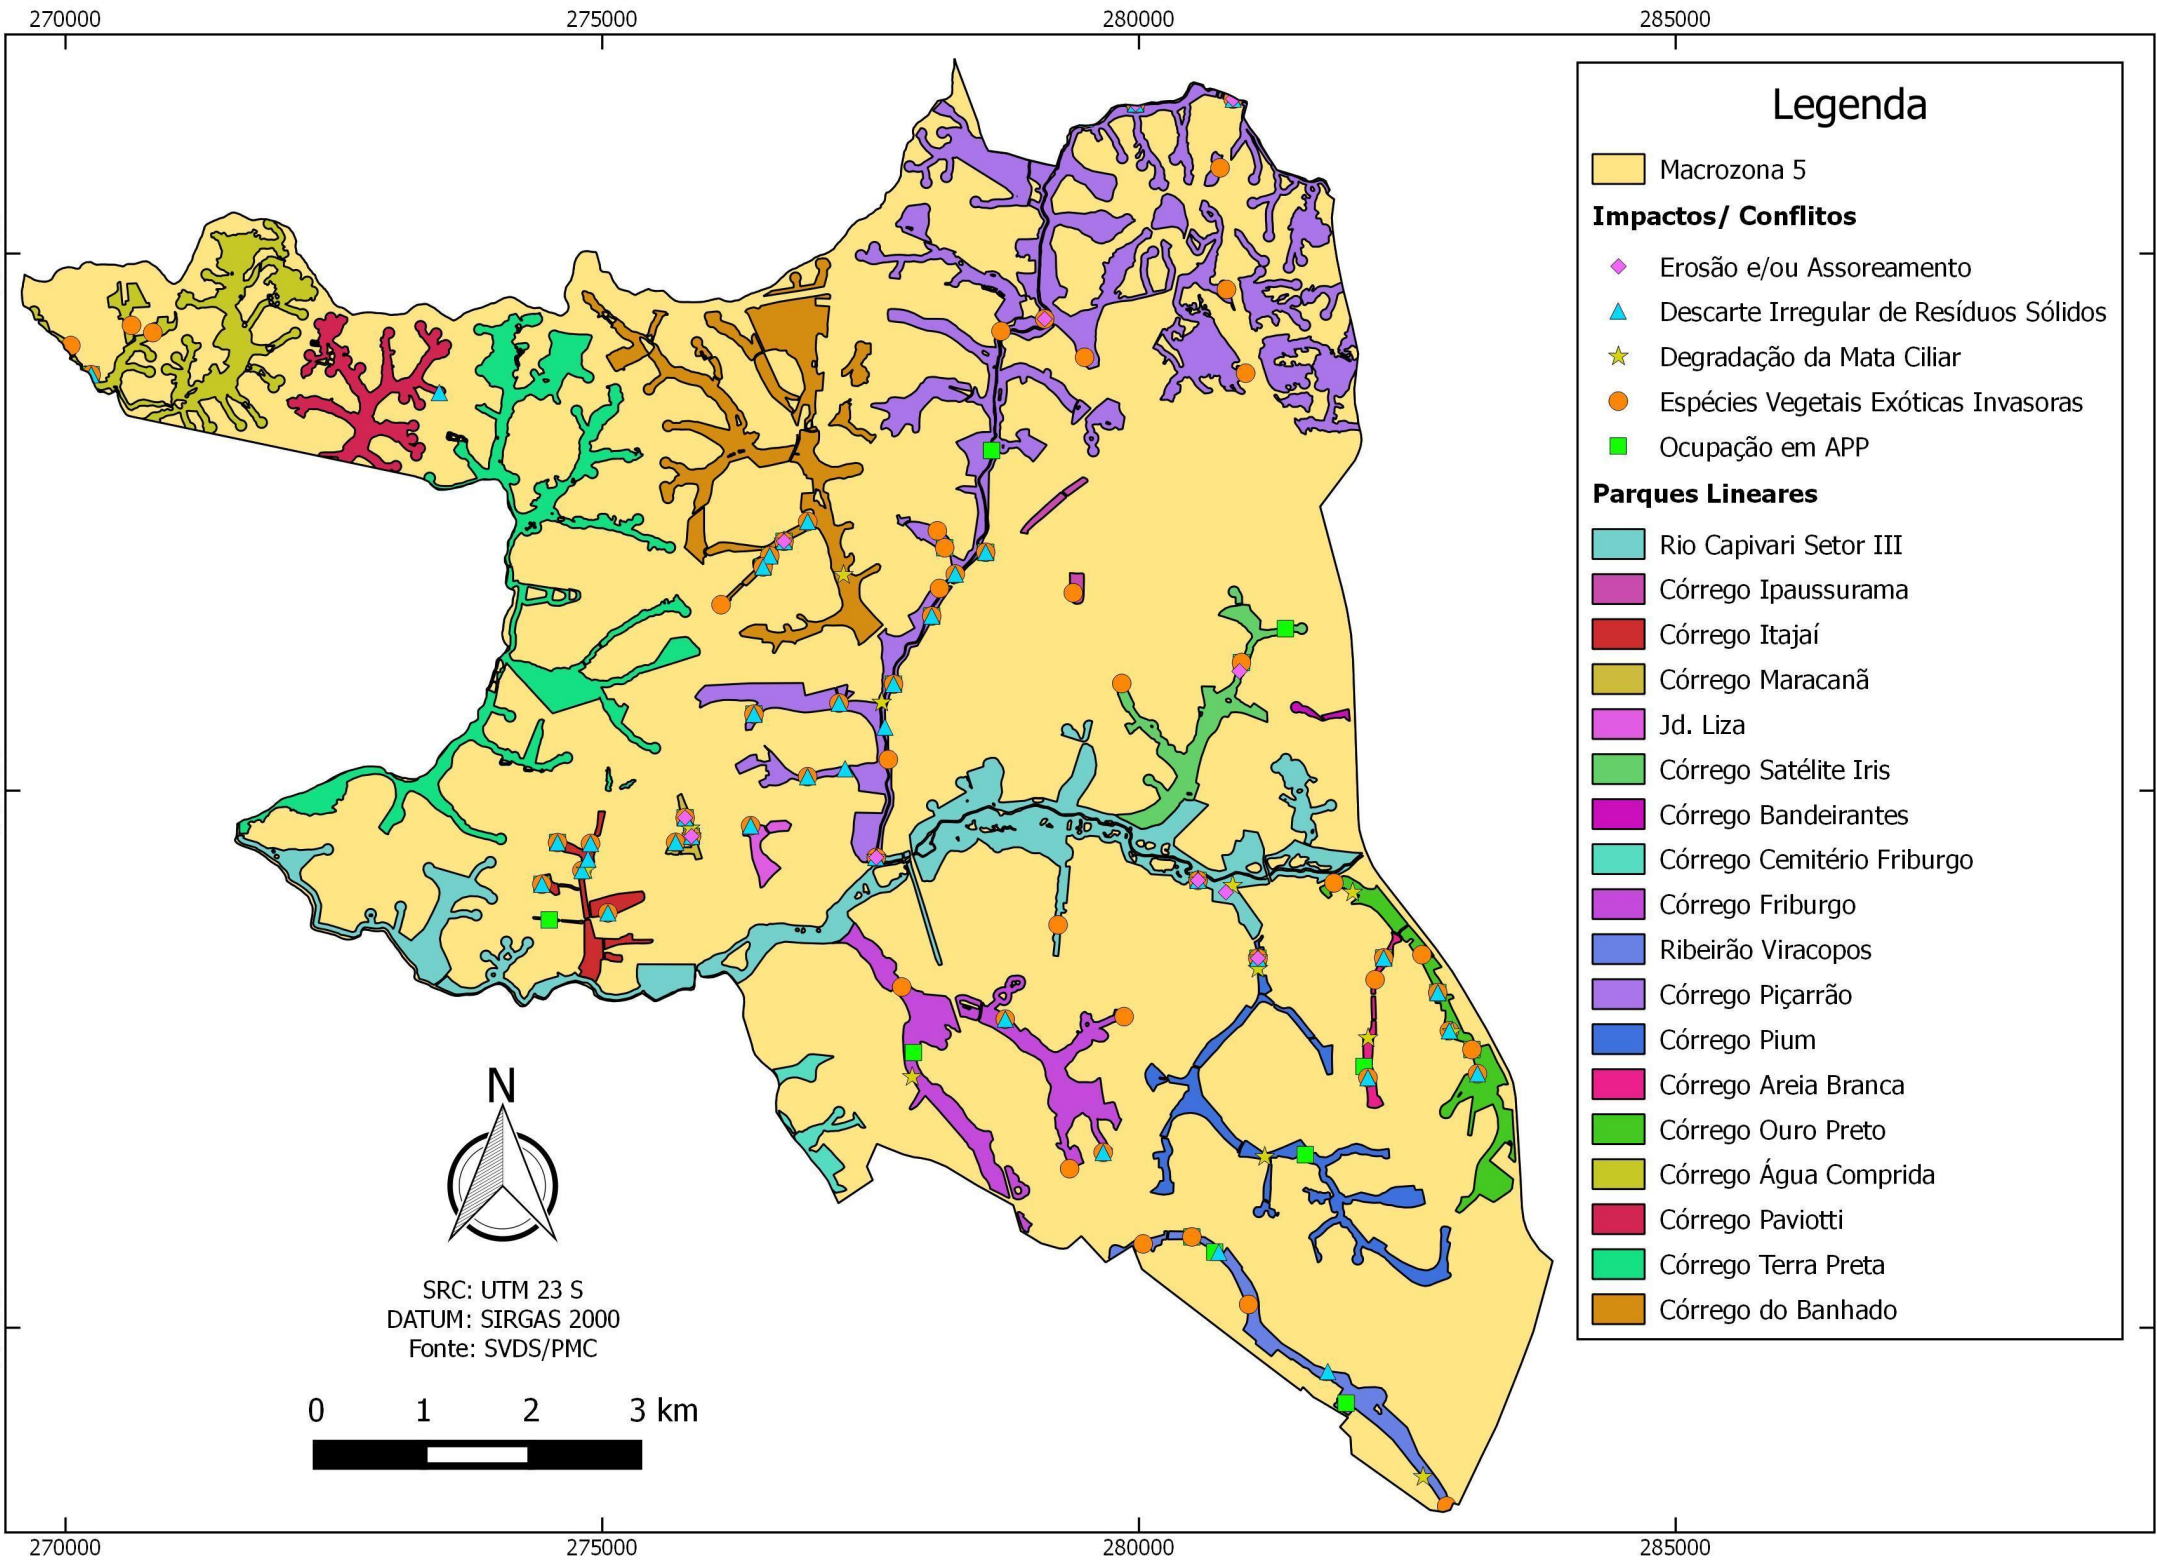 270000
275000
280000
285000
Legenda
Macrozona 5
Impactos/ Conflitos
Erosão e/ou Assoreamento
Descarte Irregular de Resíduos Sólidos
Degradação da Mata Ciliar
Espécies Vegetais Exóticas Invasoras
Ocupação em APP
Parques Lineares
Rio Capivari Setor III
Córrego Ipaussurama
Córrego Itajaí
Córrego Maracanã
Jd. Liza
Córrego Satélite Iris
Córrego Bandeirantes
Córrego Cemitério Friburgo
Córrego Friburgo
Ribeirão Viracopos
Córrego Piçarrão
Córrego Pium
Córrego Areia Branca
Córrego Ouro Preto
Córrego Água Comprida
Córrego Paviotti
Córrego Terra Preta
Córrego do Banhado
N
SRC: UTM 23 S
DATUM: SIRGAS 2000
Fonte: SVDS/PMC
0 1 2 3 km
270000
275000
280000
285000